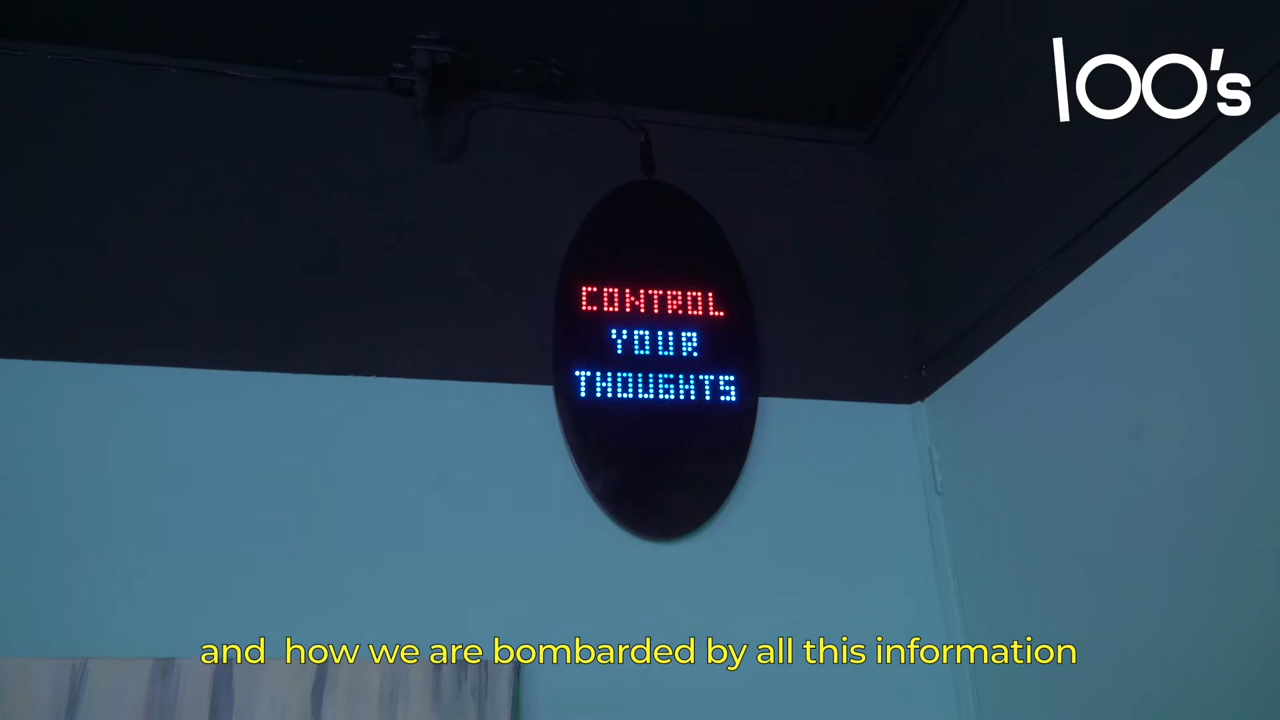 100's
CONTROL
YOUR
THOUGHTS
and how we are bombarded by all this information